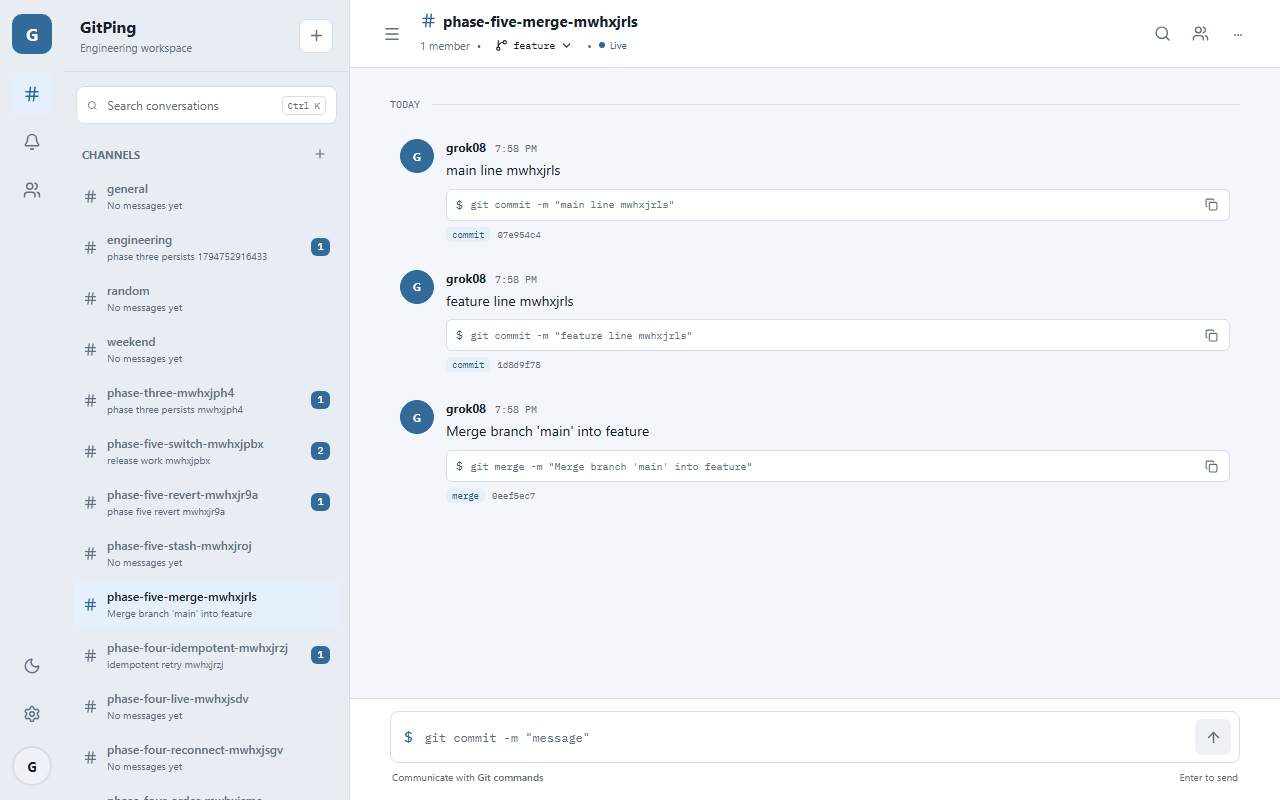 G
GitPing
Engineering workspace
Search conversations
Ctrl K
CHANNELS
general
No messages yet
engineering
phase three persists 1794752916433
1
random
No messages yet
weekend
No messages yet
phase-three-mwhxjph4
phase three persists mwhxjph4
1
phase-five-switch-mwhxjpbx
release work mwhxjpbx
2
phase-five-revert-mwhxjr9a
phase five revert mwhxjr9a
1
phase-five-stash-mwhxjroj
No messages yet
phase-five-merge-mwhxjrls
Merge branch 'main' into feature
phase-four-idempotent-mwhxjrzj
idempotent retry mwhxjrzj
1
phase-four-live-mwhxjsdv
No messages yet
phase-four-reconnect-mwhxjsgv
No messages yet
G
# phase-five-merge-mwhxjrls
1 member • feature • Live
TODAY
G
grok08 7:58 PM
main line mwhxjrls
$ git commit -m "main line mwhxjrls"
commit 07e954c4
G
grok08 7:58 PM
feature line mwhxjrls
$ git commit -m "feature line mwhxjrls"
commit 1d8d9f78
G
grok08 7:58 PM
Merge branch 'main' into feature
$ git merge -m "Merge branch 'main' into feature"
merge 0eef5ec7
$ git commit -m "message"
Communicate with Git commands
Enter to send